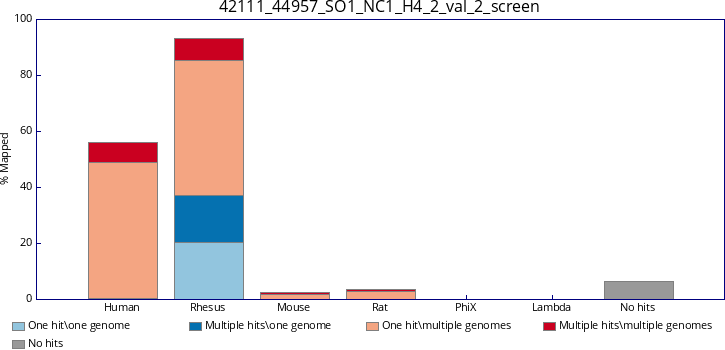 42111_44957_SO1_NC1_H4_2_val_2_screen
100
80
60
40
20
0
% Mapped
Human Rhesus Mouse Rat PhiX Lambda No hits
One hit\one genome Multiple hits\one genome One hit\multiple genomes Multiple hits\multiple genomes
No hits